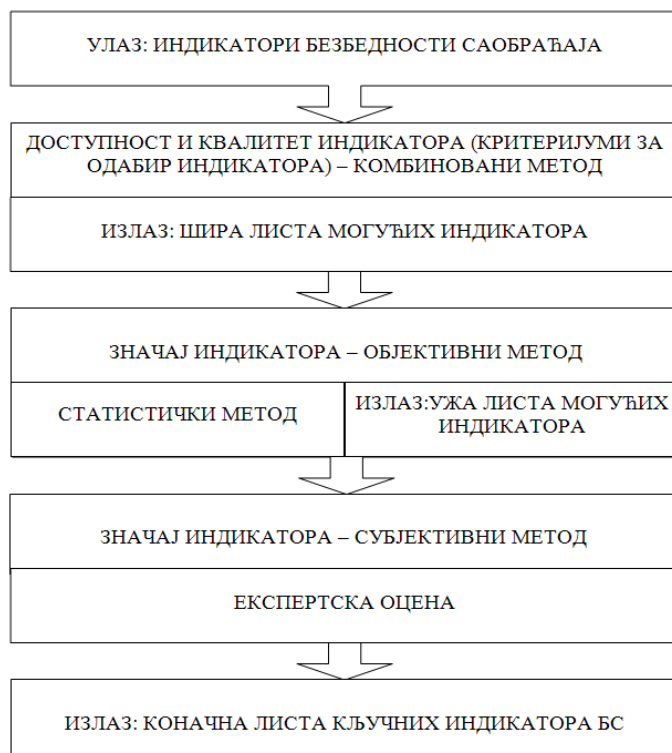 УЛАЗ: ИНДИКАТОРИ БЕЗБЕДНОСТИ САОБРАЋАЈА
ДОСТУПНОСТ И КВАЛИТЕТ ИНДИКАТОРА (КРИТЕРИЈУМИ ЗА
ОДАБИР ИНДИКАТОРА) – КОМБИНОВАНИ МЕТОД
ИЗЛАЗ: ШИРА ЛИСТА МОГУЋИХ ИНДИКАТОРА
ЗНАЧАЈ ИНДИКАТОРА – ОБЈЕКТИВНИ МЕТОД
СТАТИСТИЧКИ МЕТОД
ИЗЛАЗ:УЖА ЛИСТА МОГУЋИХ
ИНДИКАТОРА
ЗНАЧАЈ ИНДИКАТОРА – СУБЈЕКТИВНИ МЕТОД
ЕКСПЕРТСКА ОЦЕНА
ИЗЛАЗ: КОНАЧНА ЛИСТА КЉУЧНИХ ИНДИКАТОРА БС